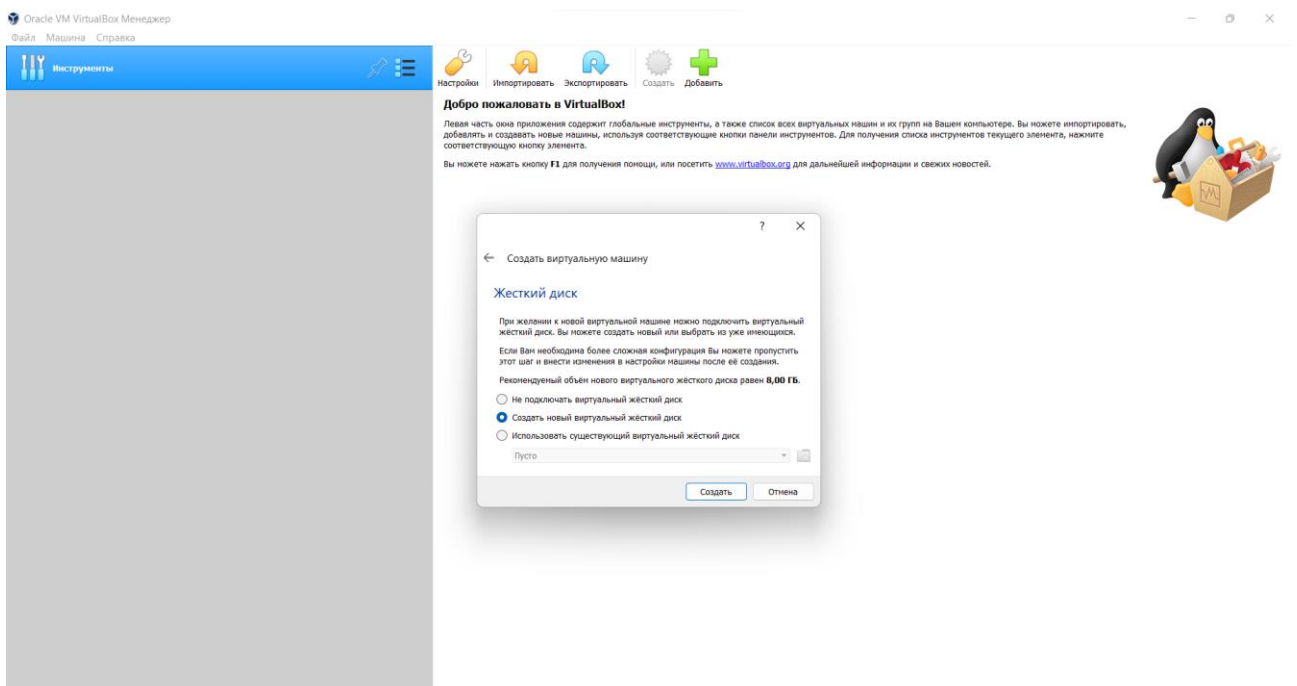 Oracle VM VirtualBox Менеджер
Файл Машина Справка
Инструменты
Настройки Импортировать Экспортировать Создать Добавить
Добро пожаловать в VirtualBox!
Левая часть окна приложения содержит глобальные инструменты, а также список всех виртуальных машин и их групп на Вашем компьютере. Вы можете импортировать,
добавлять и создавать новые машины, используя соответствующие кнопки панели инструментов. Для получения списка инструментов текущего элемента, нажмите
соответствующую кнопку элемента.
Вы можете нажать кнопку F1 для получения помощи, или посетить www.virtualbox.org для дальнейшей информации и свежих новостей.
?
Создать виртуальную машину
Жесткий диск
При желании к новой виртуальной машине можно подключить виртуальный
жёсткий диск. Вы можете создать новый или выбрать из уже имеющихся.
Если Вам необходима более сложная конфигурация Вы можете пропустить
этот шаг и внести изменения в настройки машины после её создания.
Рекомендуемый объём нового виртуального жёсткого диска равен 8,00 ГБ.
Не подключать виртуальный жёсткий диск
Создать новый виртуальный жёсткий диск
Использовать существующий виртуальный жёсткий диск
Пусто
Создать Отмена